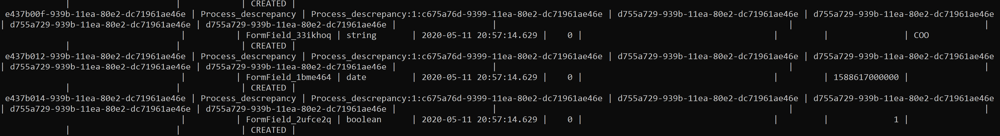 | | | CREATED |
e437b00f-939b-11ea-80e2-dc71961ae46e | Process_descrepancy | Process_descrepancy:1:c675a76d-9399-11ea-80e2-dc71961ae46e | d755a729-939b-11ea-80e2-dc71961ae46e | d755a729-939b-11ea-80e2-dc71961ae46e
| d755a729-939b-11ea-80e2-dc71961ae46e | d755a729-939b-11ea-80e2-dc71961ae46e | | | |
| | FormField_33ikhoq | string | 2020-05-11 20:57:14.629 | 0 | | | | COO
| | | CREATED |
e437b012-939b-11ea-80e2-dc71961ae46e | Process_descrepancy | Process_descrepancy:1:c675a76d-9399-11ea-80e2-dc71961ae46e | d755a729-939b-11ea-80e2-dc71961ae46e | d755a729-939b-11ea-80e2-dc71961ae46e
| d755a729-939b-11ea-80e2-dc71961ae46e | d755a729-939b-11ea-80e2-dc71961ae46e | | | |
| | FormField_1bme464 | date | 2020-05-11 20:57:14.629 | 0 | | | 1588617000000 |
| | | CREATED |
e437b014-939b-11ea-80e2-dc71961ae46e | Process_descrepancy | Process_descrepancy:1:c675a76d-9399-11ea-80e2-dc71961ae46e | d755a729-939b-11ea-80e2-dc71961ae46e | d755a729-939b-11ea-80e2-dc71961ae46e
| d755a729-939b-11ea-80e2-dc71961ae46e | d755a729-939b-11ea-80e2-dc71961ae46e | | | |
| | FormField_2ufce2q | boolean | 2020-05-11 20:57:14.629 | 0 | | | 1 |
| | | CREATED |